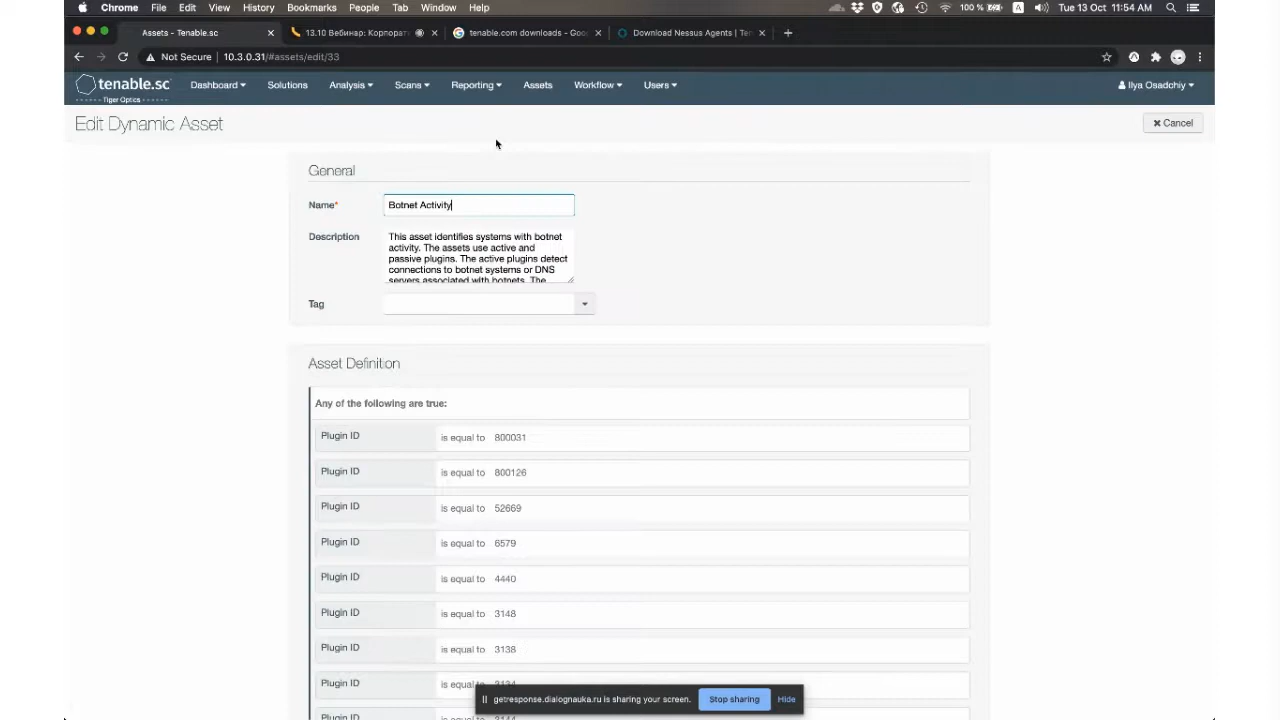 Chrome File Edit View History Bookmarks People Tab Window Help 100 % A Tue 13 Oct 11:54 AM
Assets - Tenable.sc 13.10 Вебинар: Корпорат tenable.com downloads - Goo Download Nessus Agents | Ten
Not Secure 10.3.0.31/#assets/edit/33
tenable.sc Dashboard Solutions Analysis Scans Reporting Assets Workflow Users Ilya Osadchiy
Tiger Optics
Edit Dynamic Asset
Cancel
General
Name* Botnet Activity
Description This asset identifies systems with botnet
activity. The assets use active and
passive plugins. The active plugins detect
connections to botnet systems or DNS
servers associated with botnets. The
Tag
Asset Definition
Any of the following are true:
Plugin ID is equal to 800031
Plugin ID is equal to 800126
Plugin ID is equal to 52669
Plugin ID is equal to 6579
Plugin ID is equal to 4440
Plugin ID is equal to 3148
Plugin ID is equal to 3138
Plugin ID is equal to
getresponse.dialognauka.ru is sharing your screen. Stop sharing Hide
Plugin ID